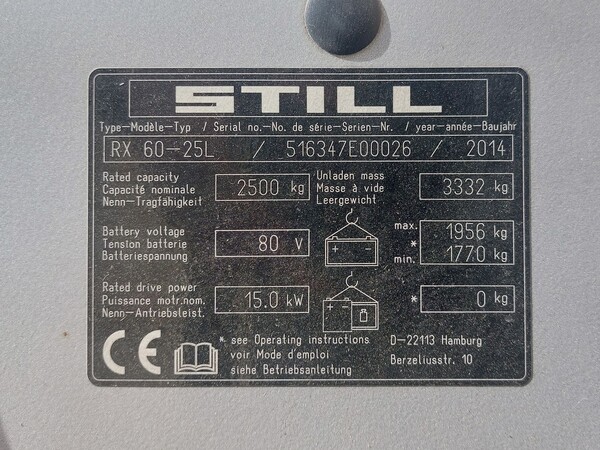 STILL
Type-Modèle-Typ / Serial no.-No. de série-Serien-Nr. / year-année-Baujahr
RX 60-25L / 516347E00026 / 2014
Rated capacity
Capacité nominale
Nenn-Tragfähigkeit
2500 kg
Unladen mass
Masse à vide
Leergewicht
3332 kg
Battery voltage
Tension batterie
Batteriespannung
80 V
+ -
max. 1956 kg
*
min. 1770 kg
Rated drive power
Puissance motr.nom.
Nenn-Antriebsleist.
15.0 kW
+ -
* 0 kg
CE
* see Operating instructions
voir Mode d'emploi
siehe Betriebsanleitung
D-22113 Hamburg
Berzeliusstr. 10